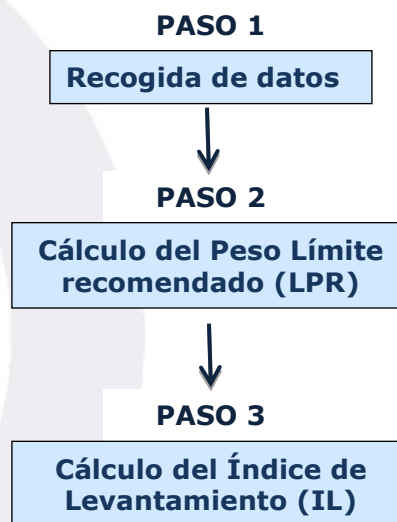 PASO 1
Recogida de datos
PASO 2
Cálculo del Peso Límite
recomendado (LPR)
PASO 3
Cálculo del Índice de
Levantamiento (IL)